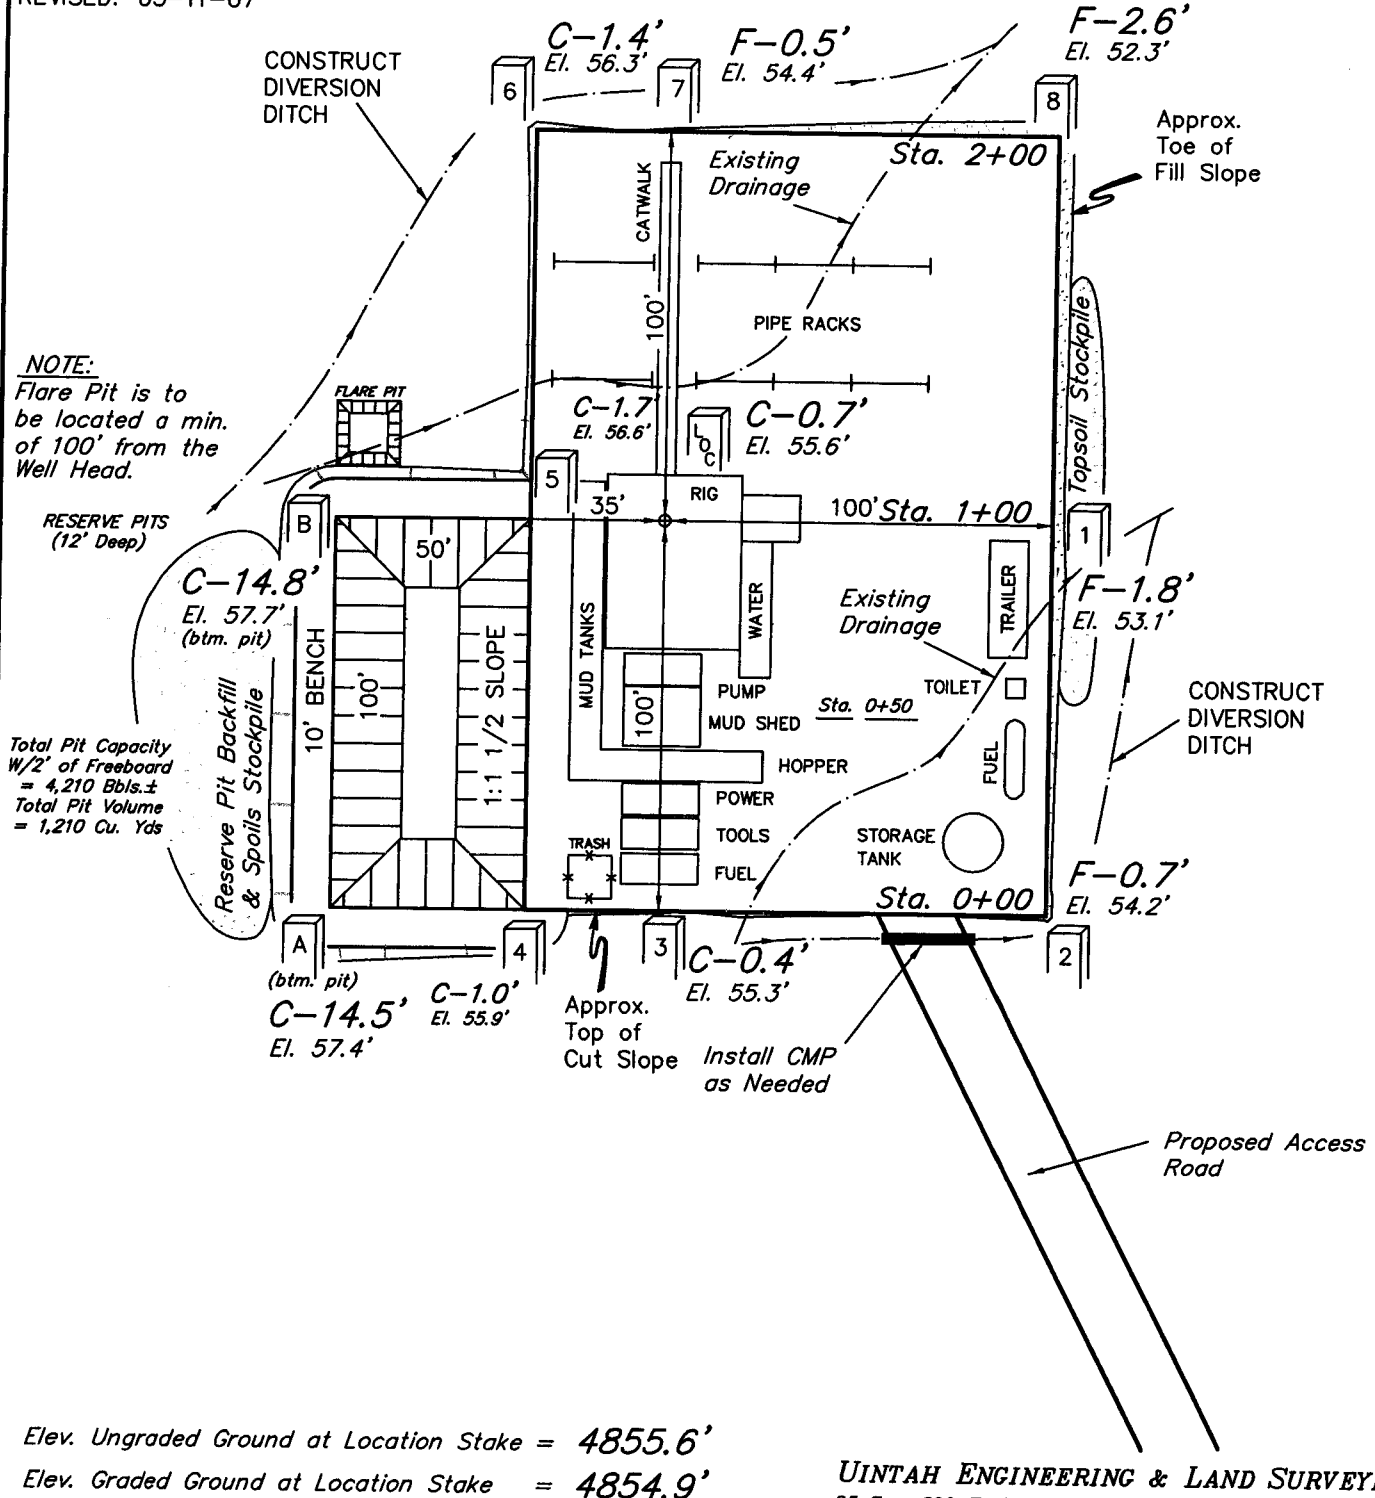 REVISED: 05-11-07
C-1.4'
El. 56.3'
F-0.5'
El. 54.4'
F-2.6'
El. 52.3'
CONSTRUCT
DIVERSION
DITCH
6
7
8
Approx.
Toe of
Fill Slope
Sta. 2+00
Existing
Drainage
CATWALK
100'
PIPE RACKS
Topsoil Stockpile
NOTE:
Flare Pit is to
be located a min.
of 100' from the
Well Head.
FLARE PIT
C-1.7'
El. 56.6'
LOC
C-0.7'
El. 55.6'
5
RIG
35'
100'
Sta. 1+00
1
RESERVE PITS
(12' Deep)
B
50'
C-14.8'
El. 57.7'
(btm. pit)
F-1.8'
El. 53.1'
TRAILER
Existing
Drainage
WATER
MUD TANKS
1:1 1/2 SLOPE
100'
10' BENCH
Reserve Pit Backfill
& Spoils Stockpile
TOILET
PUMP
100'
MUD SHED
Sta. 0+50
CONSTRUCT
DIVERSION
DITCH
Total Pit Capacity
W/2' of Freeboard
= 4,210 Bbls.±
Total Pit Volume
= 1,210 Cu. Yds
FUEL
HOPPER
POWER
TOOLS
STORAGE
TANK
TRASH
FUEL
F-0.7'
El. 54.2'
Sta. 0+00
A
4
3
2
(btm. pit)
C-14.5'
El. 57.4'
C-1.0'
El. 55.9'
C-0.4'
El. 55.3'
Approx.
Top of
Cut Slope
Install CMP
as Needed
Proposed Access
Road
Elev. Ungraded Ground at Location Stake = 4855.6'
Elev. Graded Ground at Location Stake = 4854.9'
UINTAH ENGINEERING & LAND